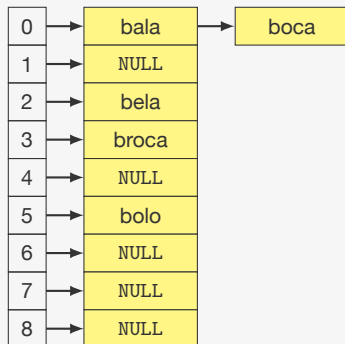 0 bala boca
1 NULL
2 bela
3 broca
4 NULL
5 bolo
6 NULL
7 NULL
8 NULL